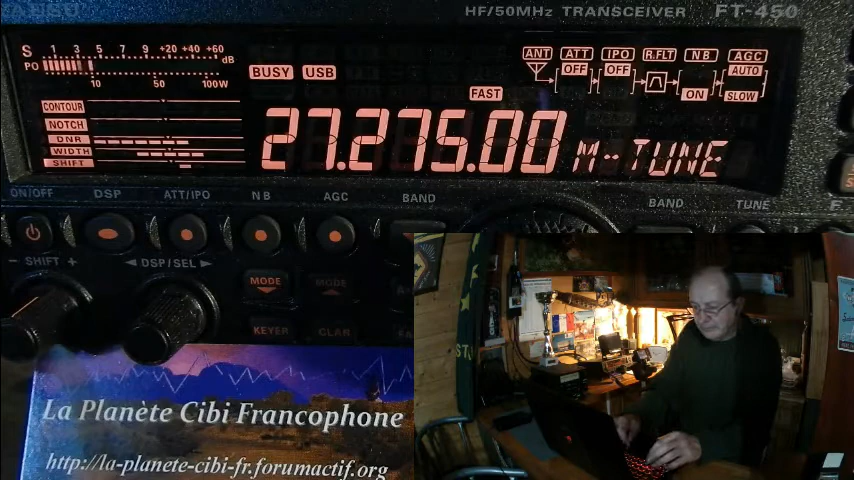 YAESU
HF/50MHz TRANSCEIVER FT-450
S 1 3 5 7 9 +20 +40 +60 dB
PO 10 50 100W
BUSY USB
FAST
ANT ATT IPO R.FLT NB AGC
OFF OFF AUTO
ON SLOW
CONTOUR
NOTCH
DNR
WIDTH
SHIFT
27.275.00 M-TUNE
ON/OFF DSP ATT/IPO NB AGC BAND BAND TUNE
- SHIFT + ◄DSP/SEL►
MODE MODE
KEYER CLAR
La Planète Cibi Francophone
http://la-planete-cibi-fr.forumactif.org